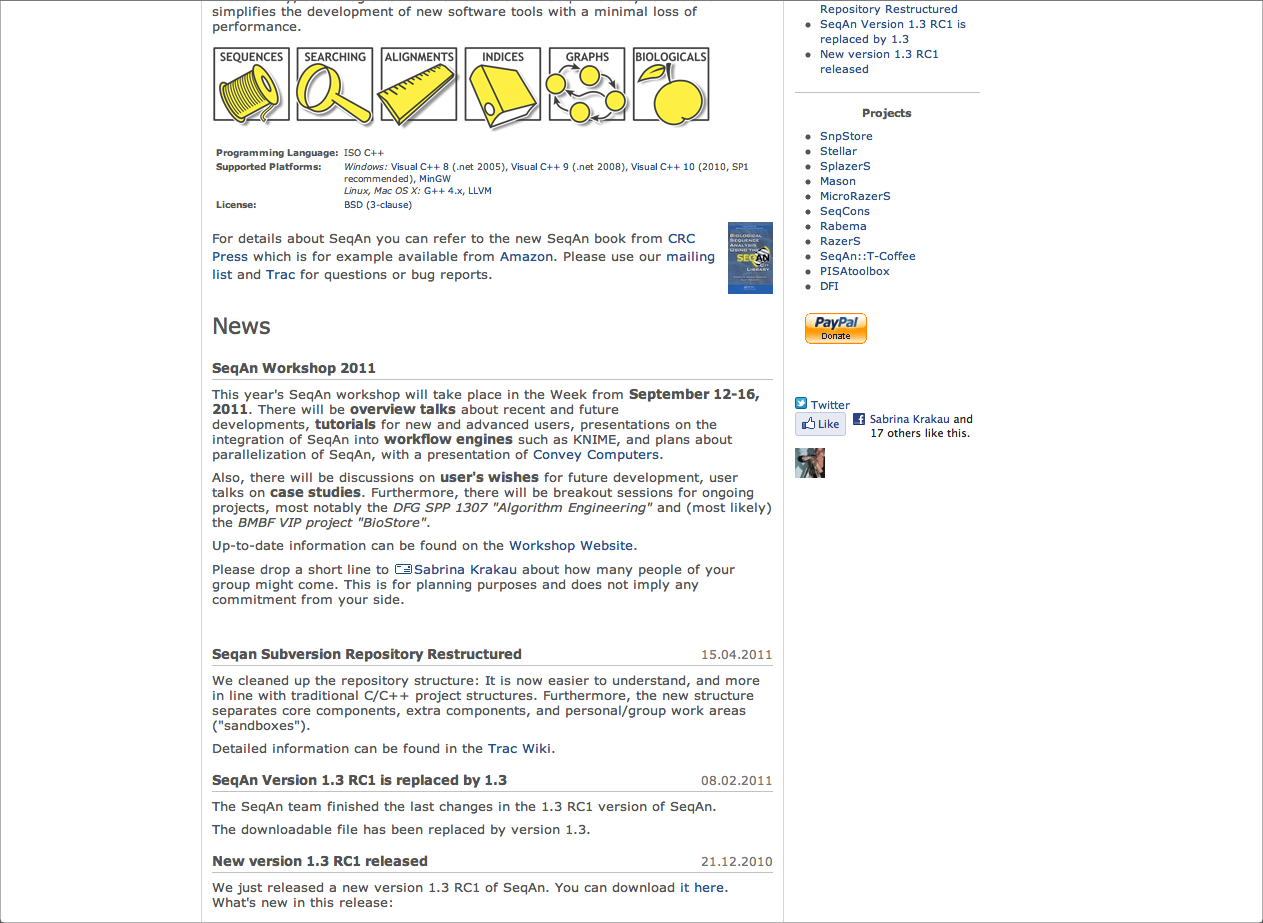 simplifies the development of new software tools with a minimal loss of
performance.
SEQUENCES SEARCHING ALIGNMENTS INDICES GRAPHS BIOLOGICALS
Programming Language: ISO C++
Supported Platforms: Windows: Visual C++ 8 (.net 2005), Visual C++ 9 (.net 2008), Visual C++ 10 (2010, SP1
recommended), MinGW
Linux, Mac OS X: G++ 4.x, LLVM
License: BSD (3-clause)
For details about SeqAn you can refer to the new SeqAn book from CRC
Press which is for example available from Amazon. Please use our mailing
list and Trac for questions or bug reports.
BIOLOGICAL
SEQUENCE
ANALYSIS
USING THE
SEQAN
C++
LIBRARY
News
SeqAn Workshop 2011
This year's SeqAn workshop will take place in the Week from September 12-16,
2011. There will be overview talks about recent and future
developments, tutorials for new and advanced users, presentations on the
integration of SeqAn into workflow engines such as KNIME, and plans about
parallelization of SeqAn, with a presentation of Convey Computers.
Also, there will be discussions on user's wishes for future development, user
talks on case studies. Furthermore, there will be breakout sessions for ongoing
projects, most notably the DFG SPP 1307 "Algorithm Engineering" and (most likely)
the BMBF VIP project "BioStore".
Up-to-date information can be found on the Workshop Website.
Please drop a short line to Sabrina Krakau about how many people of your
group might come. This is for planning purposes and does not imply any
commitment from your side.
Seqan Subversion Repository Restructured 15.04.2011
We cleaned up the repository structure: It is now easier to understand, and more
in line with traditional C/C++ project structures. Furthermore, the new structure
separates core components, extra components, and personal/group work areas
("sandboxes").
Detailed information can be found in the Trac Wiki.
SeqAn Version 1.3 RC1 is replaced by 1.3 08.02.2011
The SeqAn team finished the last changes in the 1.3 RC1 version of SeqAn.
The downloadable file has been replaced by version 1.3.
New version 1.3 RC1 released 21.12.2010
We just released a new version 1.3 RC1 of SeqAn. You can download it here.
What's new in this release:
Repository Restructured
SeqAn Version 1.3 RC1 is
replaced by 1.3
New version 1.3 RC1
released
Projects
SnpStore
Stellar
SplazerS
Mason
MicroRazerS
SeqCons
Rabema
RazerS
SeqAn::T-Coffee
PISAtoolbox
DFI
PayPal
Donate
Twitter
Like Sabrina Krakau and
17 others like this.